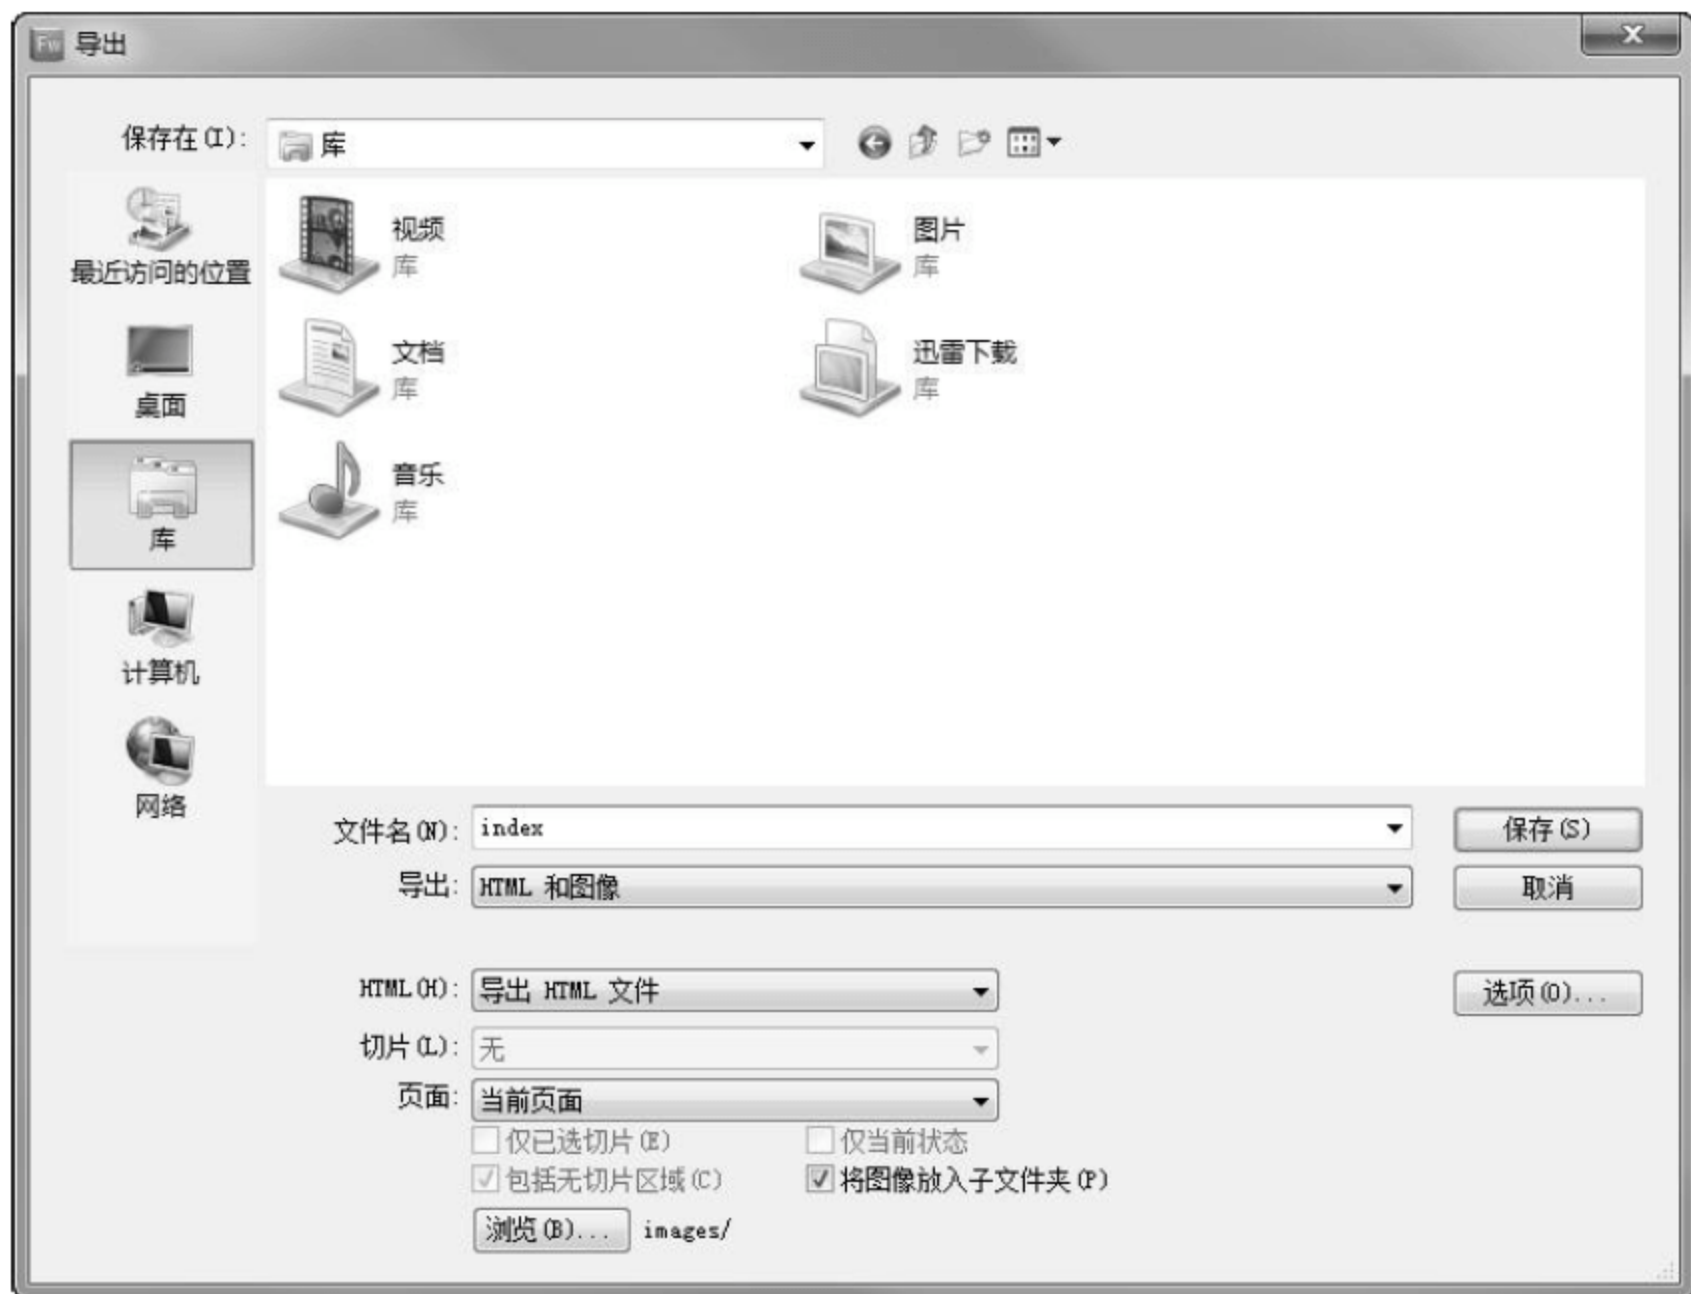 Fw 导出
保存在(I): 库
最近访问的位置
桌面
库
计算机
网络
视频
库
图片
库
文档
库
迅雷下载
库
音乐
库
文件名(N): index 保存(S)
导出: HTML 和图像 取消
HTML(H): 导出 HTML 文件 选项(O)...
切片(L): 无
页面: 当前页面
仅已选切片(E) 仅当前状态
包括无切片区域(C) 将图像放入子文件夹(P)
浏览(B)... images/